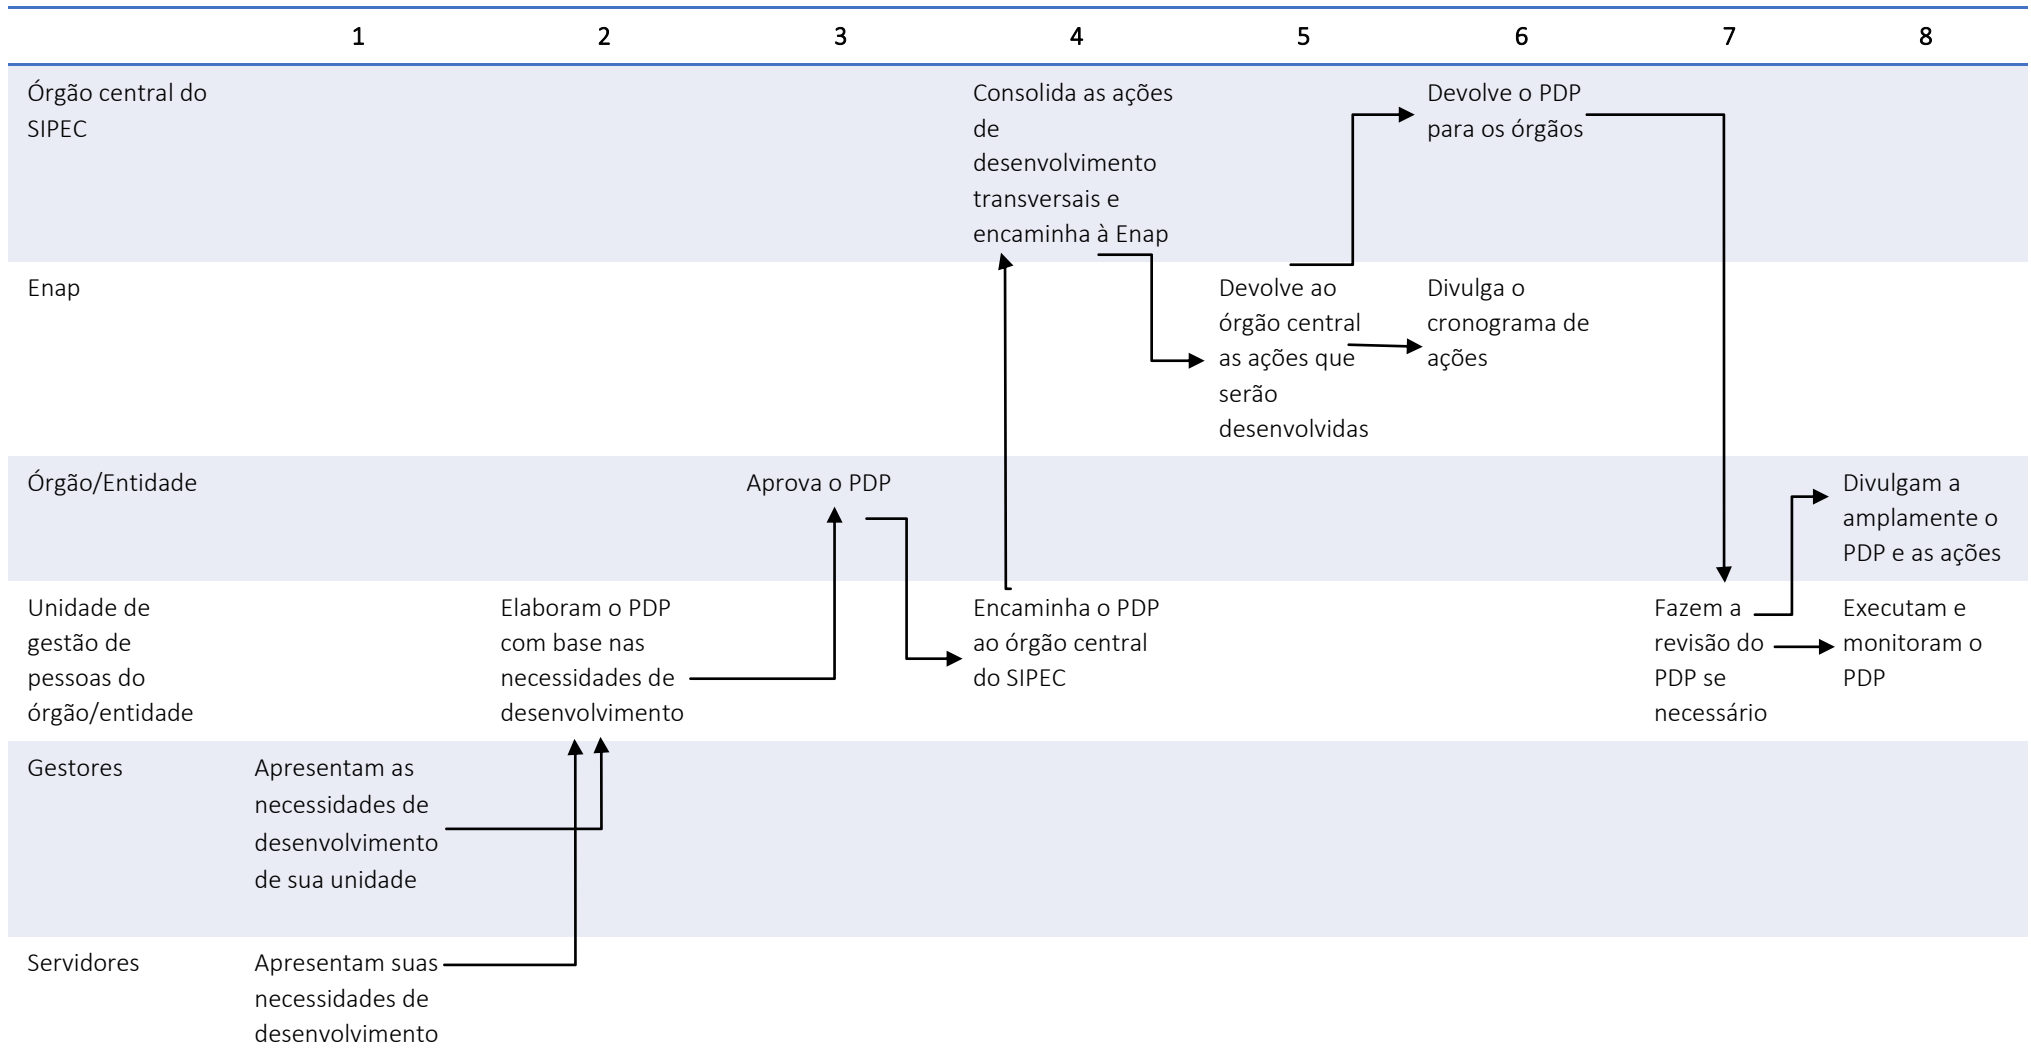 1 2 3 4 5 6 7 8
Órgão central do
SIPEC
Consolida as ações
de
desenvolvimento
transversais e
encaminha à Enap
Devolve o PDP
para os órgãos
Enap
Devolve ao
órgão central
as ações que
serão
desenvolvidas
Divulga o
cronograma de
ações
Órgão/Entidade
Aprova o PDP
Divulgam a
amplamente o
PDP e as ações
Unidade de
gestão de
pessoas do
órgão/entidade
Elaboram o PDP
com base nas
necessidades de
desenvolvimento
Encaminha o PDP
ao órgão central
do SIPEC
Fazem a
revisão do
PDP se
necessário
Executam e
monitoram o
PDP
Gestores
Apresentam as
necessidades de
desenvolvimento
de sua unidade
Servidores
Apresentam suas
necessidades de
desenvolvimento